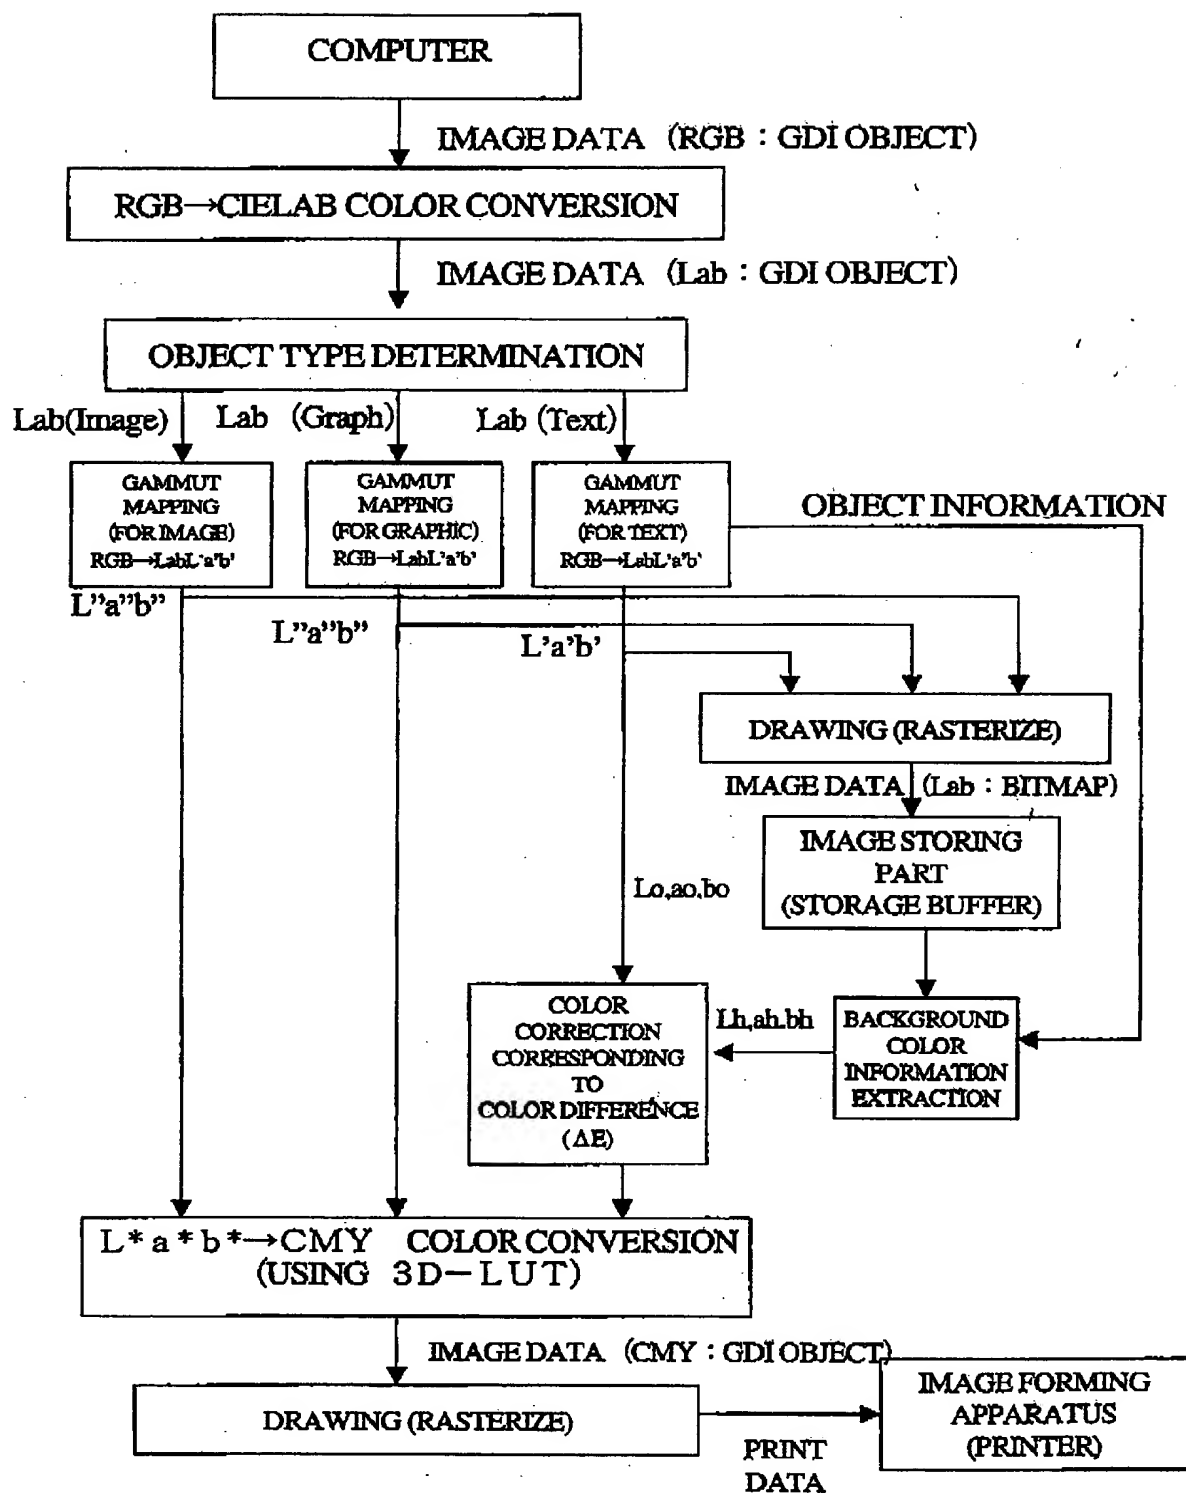 COMPUTER
IMAGE DATA (RGB : GDI OBJECT)
RGB→CIELAB COLOR CONVERSION
IMAGE DATA (Lab : GDI OBJECT)
OBJECT TYPE DETERMINATION
Lab(Image)
Lab (Graph)
Lab (Text)
GAMMUT
MAPPING
(FOR IMAGE)
RGB→LabL'a'b'
GAMMUT
MAPPING
(FOR GRAPHIC)
RGB→LabL'a'b'
GAMMUT
MAPPING
(FOR TEXT)
RGB→LabL'a'b'
OBJECT INFORMATION
L”a”b”
L”a”b”
L’a’b’
DRAWING (RASTERIZE)
IMAGE DATA (Lab : BITMAP)
IMAGE STORING
PART
(STORAGE BUFFER)
Lo,ao,bo
COLOR
CORRECTION
CORRESPONDING
TO
COLOR DIFFERENCE
(ΔE)
Lh,ah.bh
BACKGROUND
COLOR
INFORMATION
EXTRACTION
L*a*b*→CMY COLOR CONVERSION
(USING 3D-LUT)
IMAGE DATA (CMY : GDI OBJECT)
DRAWING (RASTERIZE)
PRINT
DATA
IMAGE FORMING
APPARATUS
(PRINTER)